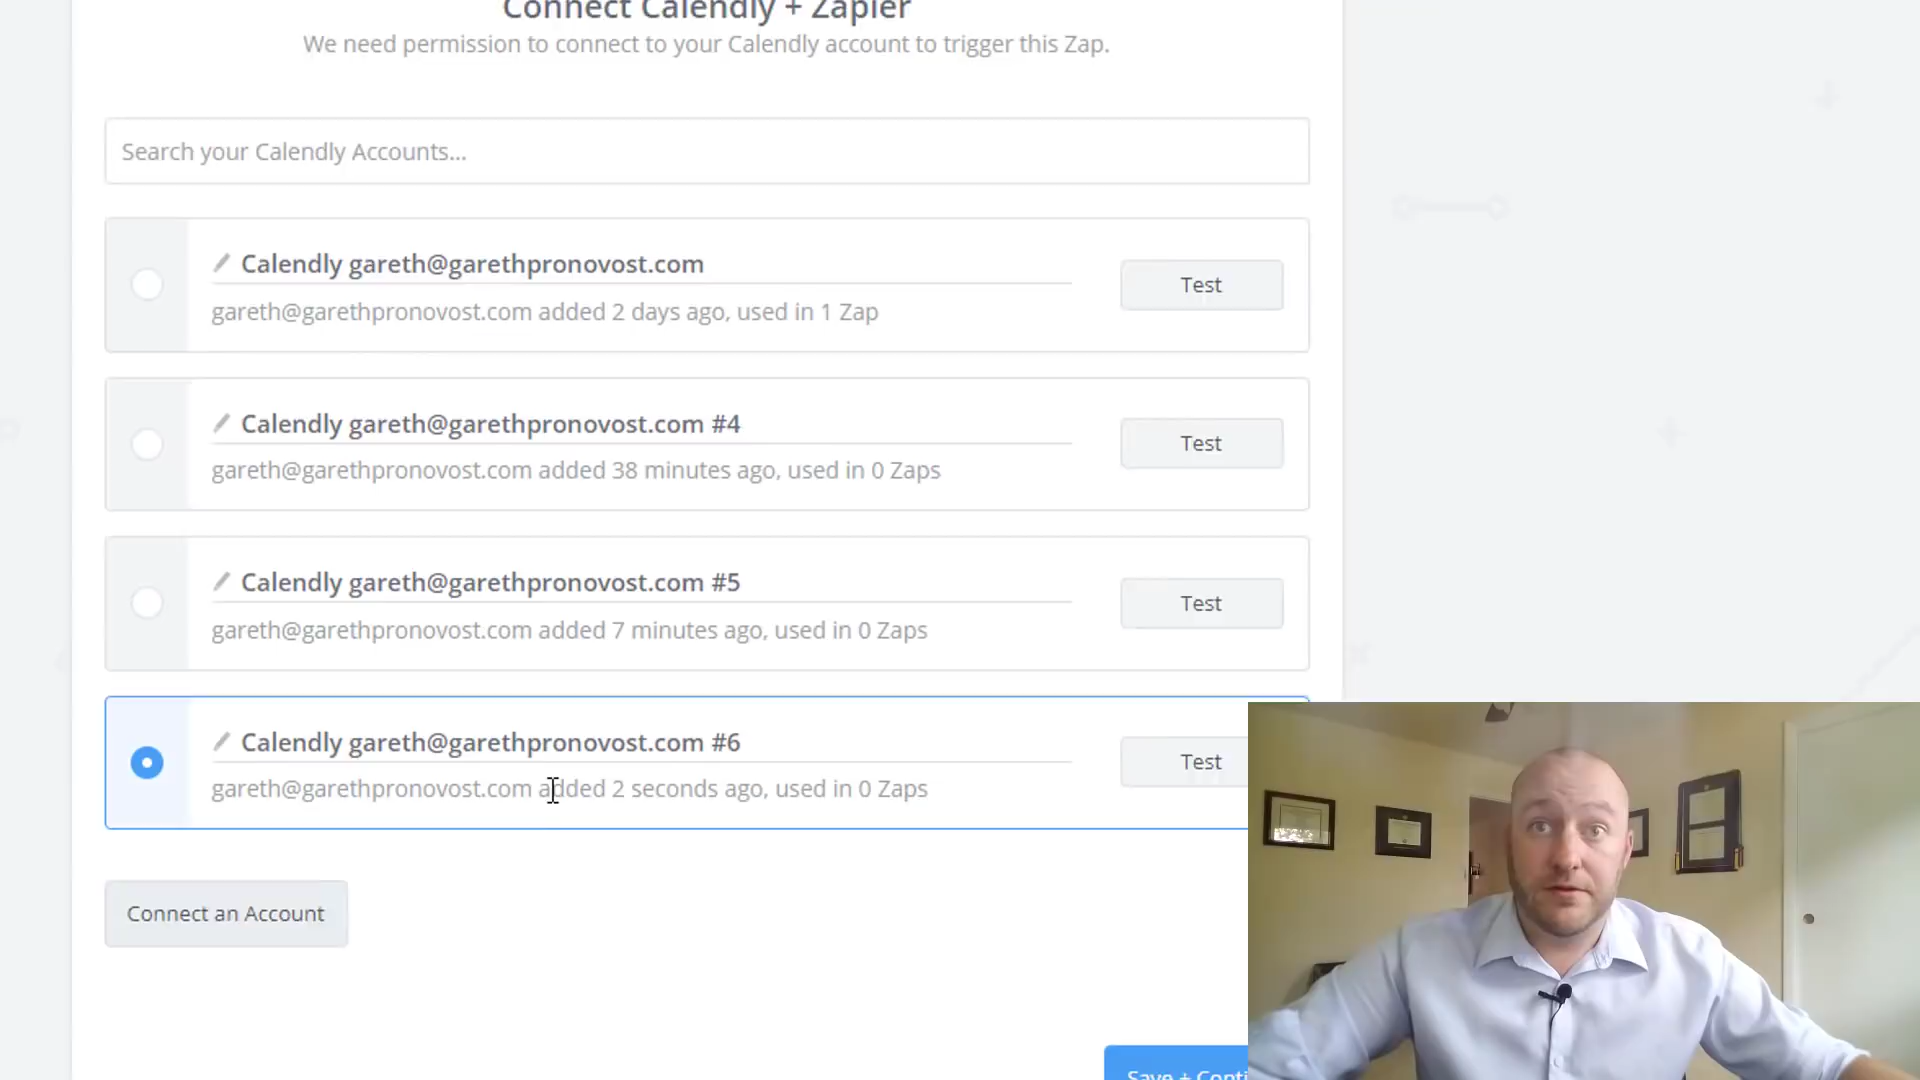 Connect Calendly + Zapier
We need permission to connect to your Calendly account to trigger this Zap.
Search your Calendly Accounts...
Calendly gareth@garethpronovost.com
gareth@garethpronovost.com added 2 days ago, used in 1 Zap
Test
Calendly gareth@garethpronovost.com #4
gareth@garethpronovost.com added 38 minutes ago, used in 0 Zaps
Test
Calendly gareth@garethpronovost.com #5
gareth@garethpronovost.com added 7 minutes ago, used in 0 Zaps
Test
Calendly gareth@garethpronovost.com #6
gareth@garethpronovost.com added 2 seconds ago, used in 0 Zaps
Test
Connect an Account
Save + Conti